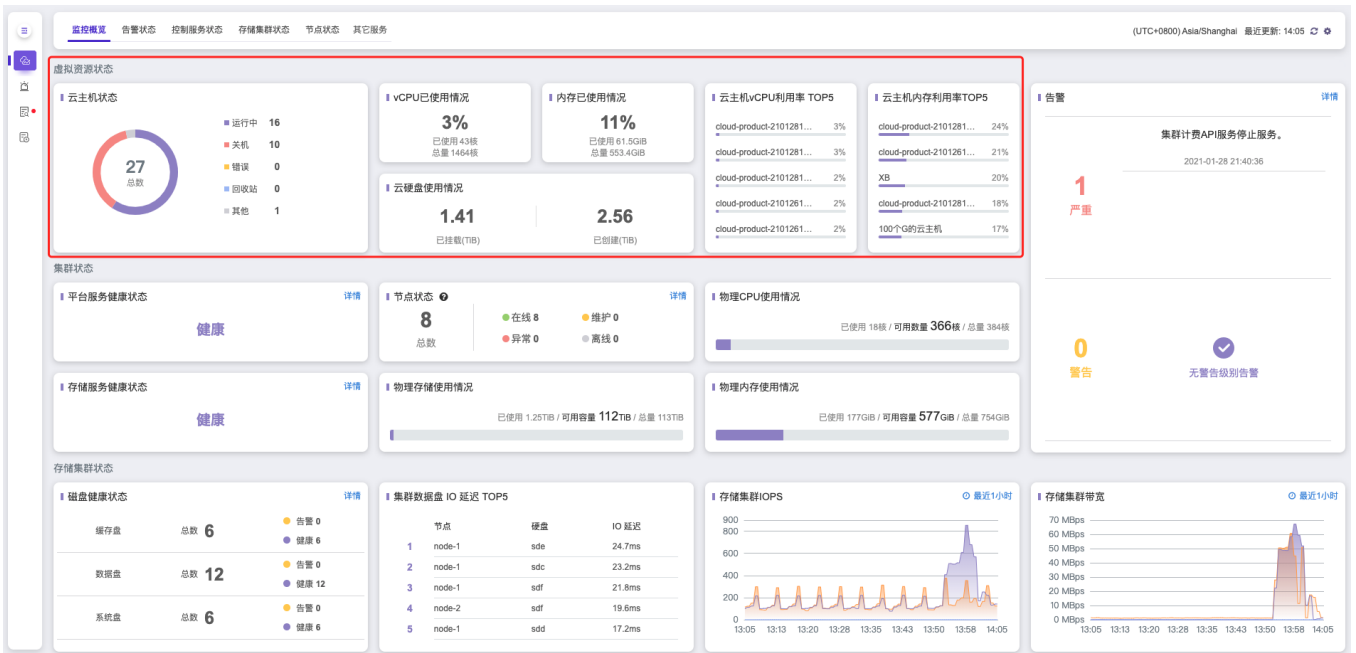 监控概览 告警状态 控制服务状态 存储集群状态 节点状态 其它服务
(UTC+0800) Asia/Shanghai 最近更新: 14:05
虚拟资源状态
云主机状态
27
总数
运行中 16
关机 10
错误 0
回收站 0
其他 1
vCPU已使用情况
3%
已使用 43核
总量 1464核
内存已使用情况
11%
已使用 61.5GiB
总量 553.4GiB
云硬盘使用情况
1.41
已挂载(TIB)
2.56
已创建(TIB)
云主机vCPU利用率 TOP5
cloud-product-2101281... 3%
cloud-product-2101281... 3%
cloud-product-2101281... 2%
cloud-product-2101261... 2%
cloud-product-2101261... 2%
云主机内存利用率TOP5
cloud-product-2101281... 24%
cloud-product-2101261... 21%
XB 20%
cloud-product-2101281... 18%
100个G的云主机 17%
告警 详情
集群计费API服务停止服务。
2021-01-28 21:40:36
1
严重
0
警告
无警告级别告警
集群状态
平台服务健康状态 详情
健康
节点状态 详情
8
总数
在线 8
维护 0
异常 0
离线 0
物理CPU使用情况
已使用 18核 / 可用数量 366核 / 总量 384核
存储服务健康状态 详情
健康
物理存储使用情况
已使用 1.25TIB / 可用容量 112TIB / 总量 113TIB
物理内存使用情况
已使用 177GiB / 可用容量 577GiB / 总量 754GiB
存储集群状态
磁盘健康状态 详情
缓存盘 总数 6
告警 0
健康 6
数据盘 总数 12
告警 0
健康 12
系统盘 总数 6
告警 0
健康 6
集群数据盘 IO 延迟 TOP5
节点 硬盘 IO 延迟
1 node-1 sde 24.7ms
2 node-1 sdc 23.2ms
3 node-1 sdf 21.8ms
4 node-2 sdf 19.6ms
5 node-1 sdd 17.2ms
存储集群IOPS 最近1小时
900
800
600
400
200
0
13:05 13:13 13:20 13:28 13:35 13:43 13:50 13:58 14:05
存储集群带宽 最近1小时
70 MBps
60 MBps
50 MBps
40 MBps
30 MBps
20 MBps
10 MBps
0 MBps
13:05 13:13 13:20 13:28 13:35 13:43 13:50 13:58 14:05